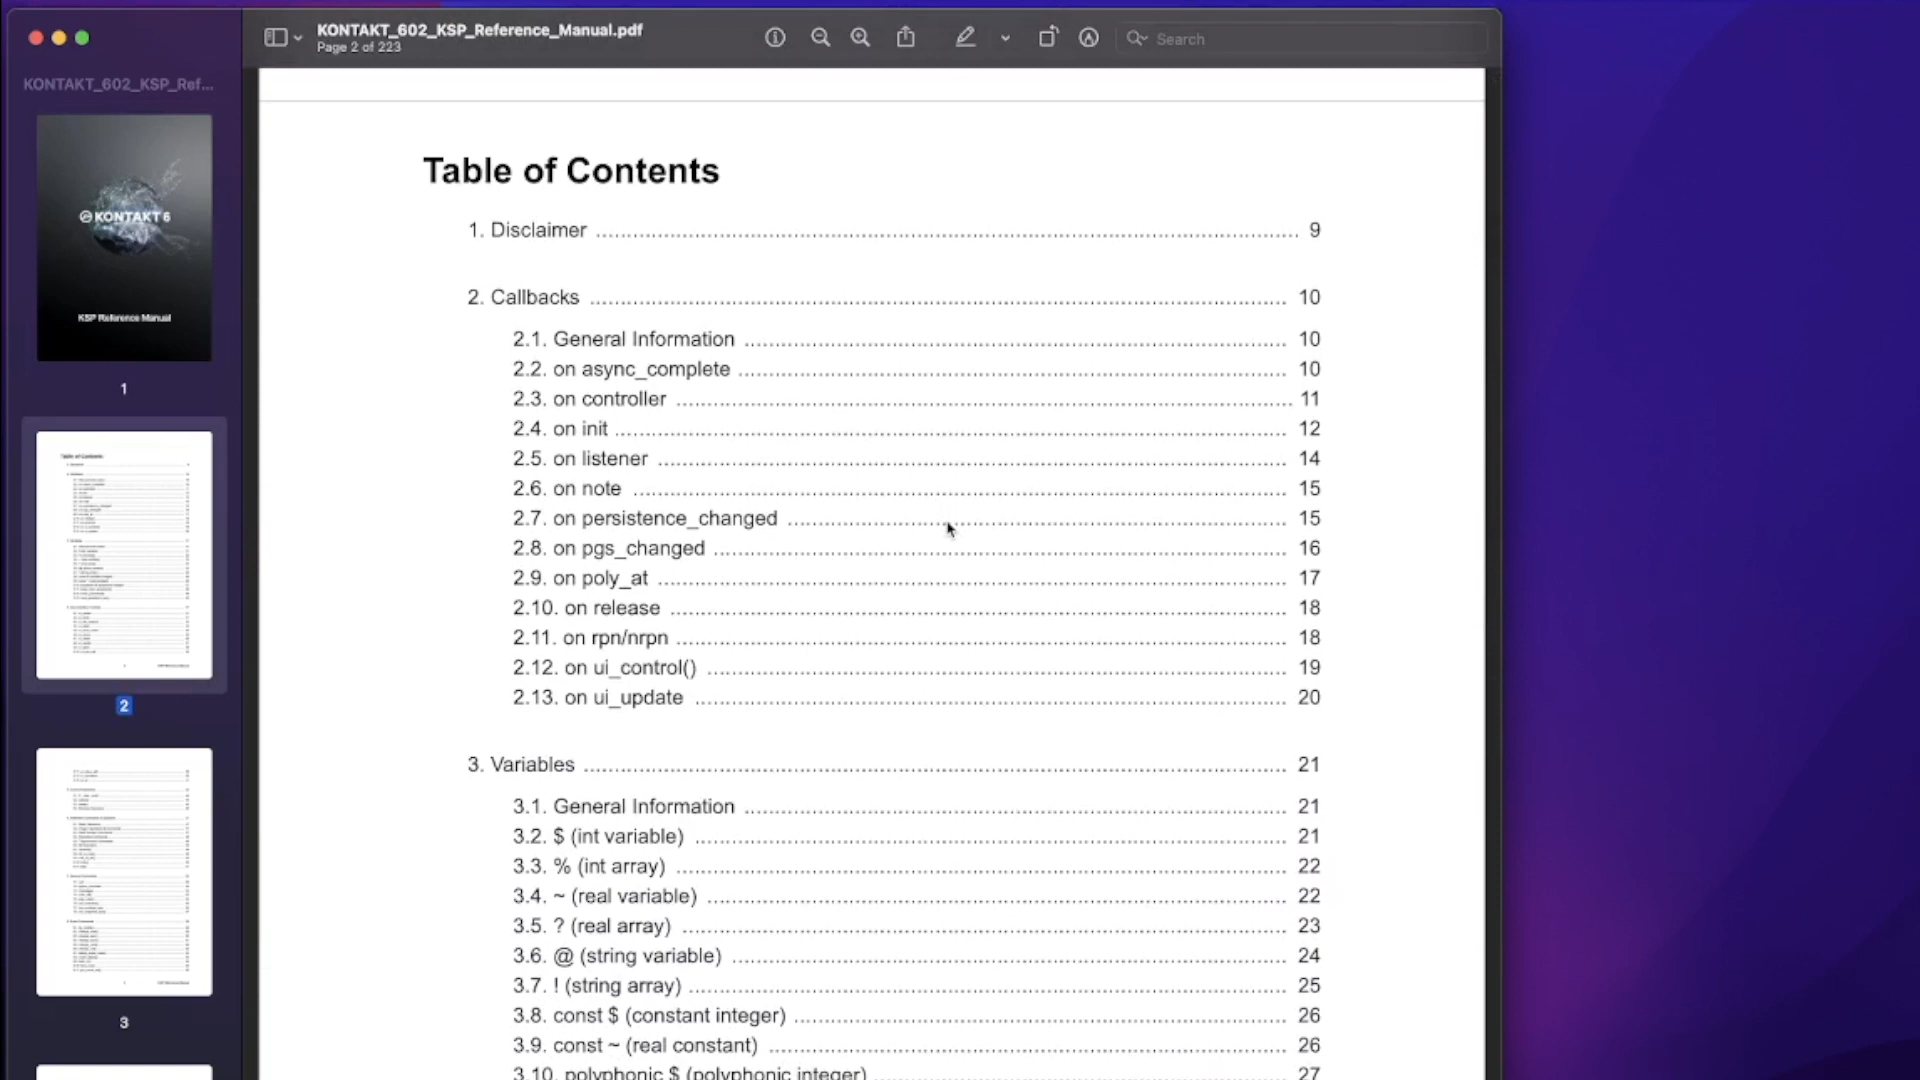 KONTAKT_602_KSP_Reference_Manual.pdf
Page 2 of 223
Search
KONTAKT_602_KSP_Ref...
KONTAKT 6
KSP Reference Manual
1
2
3
Table of Contents
1. Disclaimer 9
2. Callbacks 10
2.1. General Information 10
2.2. on async_complete 10
2.3. on controller 11
2.4. on init 12
2.5. on listener 14
2.6. on note 15
2.7. on persistence_changed 15
2.8. on pgs_changed 16
2.9. on poly_at 17
2.10. on release 18
2.11. on rpn/nrpn 18
2.12. on ui_control() 19
2.13. on ui_update 20
3. Variables 21
3.1. General Information 21
3.2. $ (int variable) 21
3.3. % (int array) 22
3.4. ~ (real variable) 22
3.5. ? (real array) 23
3.6. @ (string variable) 24
3.7. ! (string array) 25
3.8. const $ (constant integer) 26
3.9. const ~ (real constant) 26
3.10. polyphonic $ (polyphonic integer) 27